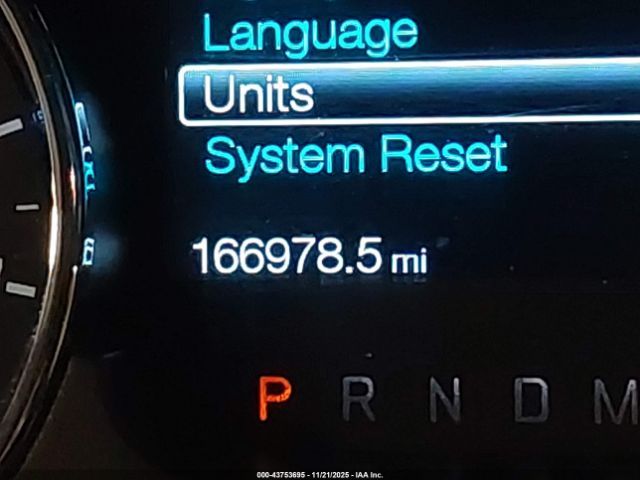 Language
Units
System Reset
166978.5 mi
P R N D M
000-43753695 - 11/21/2025 - IAA Inc.